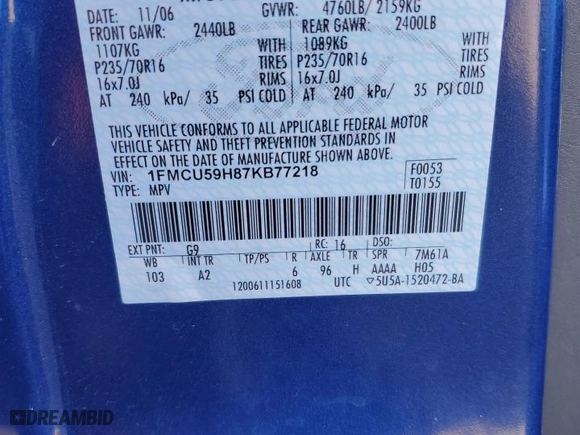 DATE: 11/06 GVWR: 4760LB/ 2159KG
FRONT GAWR: 2440LB REAR GAWR: 2400LB
1107KG WITH 1089KG WITH
P235/70R16 TIRES P235/70R16 TIRES
16x7.0J RIMS 16x7.0J RIMS
AT 240 kPa/ 35 PSI COLD AT 240 kPa/ 35 PSI COLD
THIS VEHICLE CONFORMS TO ALL APPLICABLE FEDERAL MOTOR
VEHICLE SAFETY AND THEFT PREVENTION STANDARDS IN
EFFECT ON THE DATE OF MANUFACTURE SHOWN ABOVE.
VIN: 1FMCU59H87KB77218 F0053
TYPE: MPV T0155
EXT PNT: G9 RC: 16 DSO:
WB INT TR TP/PS R AXLE TR SPR 7M61A
103 A2 6 96 H AAAA H05
1200611151608 UTC ▽5U5A-1520472-BA
DREAMBID